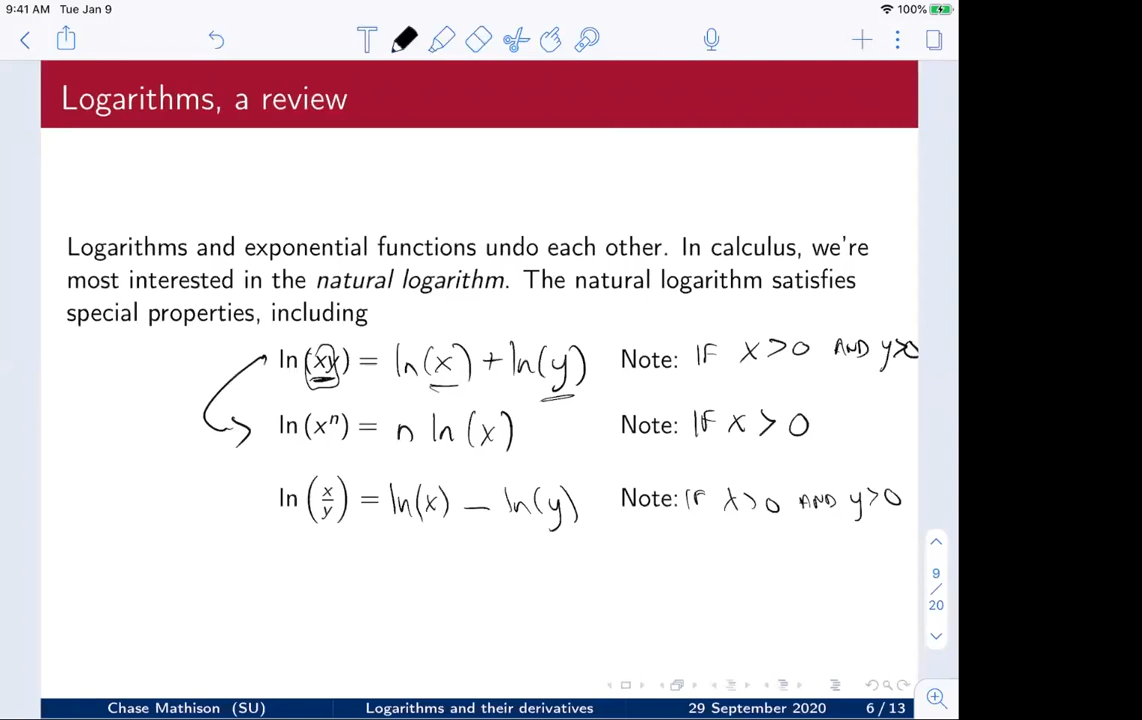 9:41 AM Tue Jan 9 100%
Logarithms, a review
Logarithms and exponential functions undo each other. In calculus, we're
most interested in the natural logarithm. The natural logarithm satisfies
special properties, including
ln(xy) = ln(x) + ln(y) Note: IF x>0 AND y>0
ln(xⁿ) = n ln(x) Note: IF x > 0
ln(x/y) = ln(x) − ln(y) Note: IF x>0 AND y>0
9
/
20
Chase Mathison (SU) Logarithms and their derivatives 29 September 2020 6 / 13